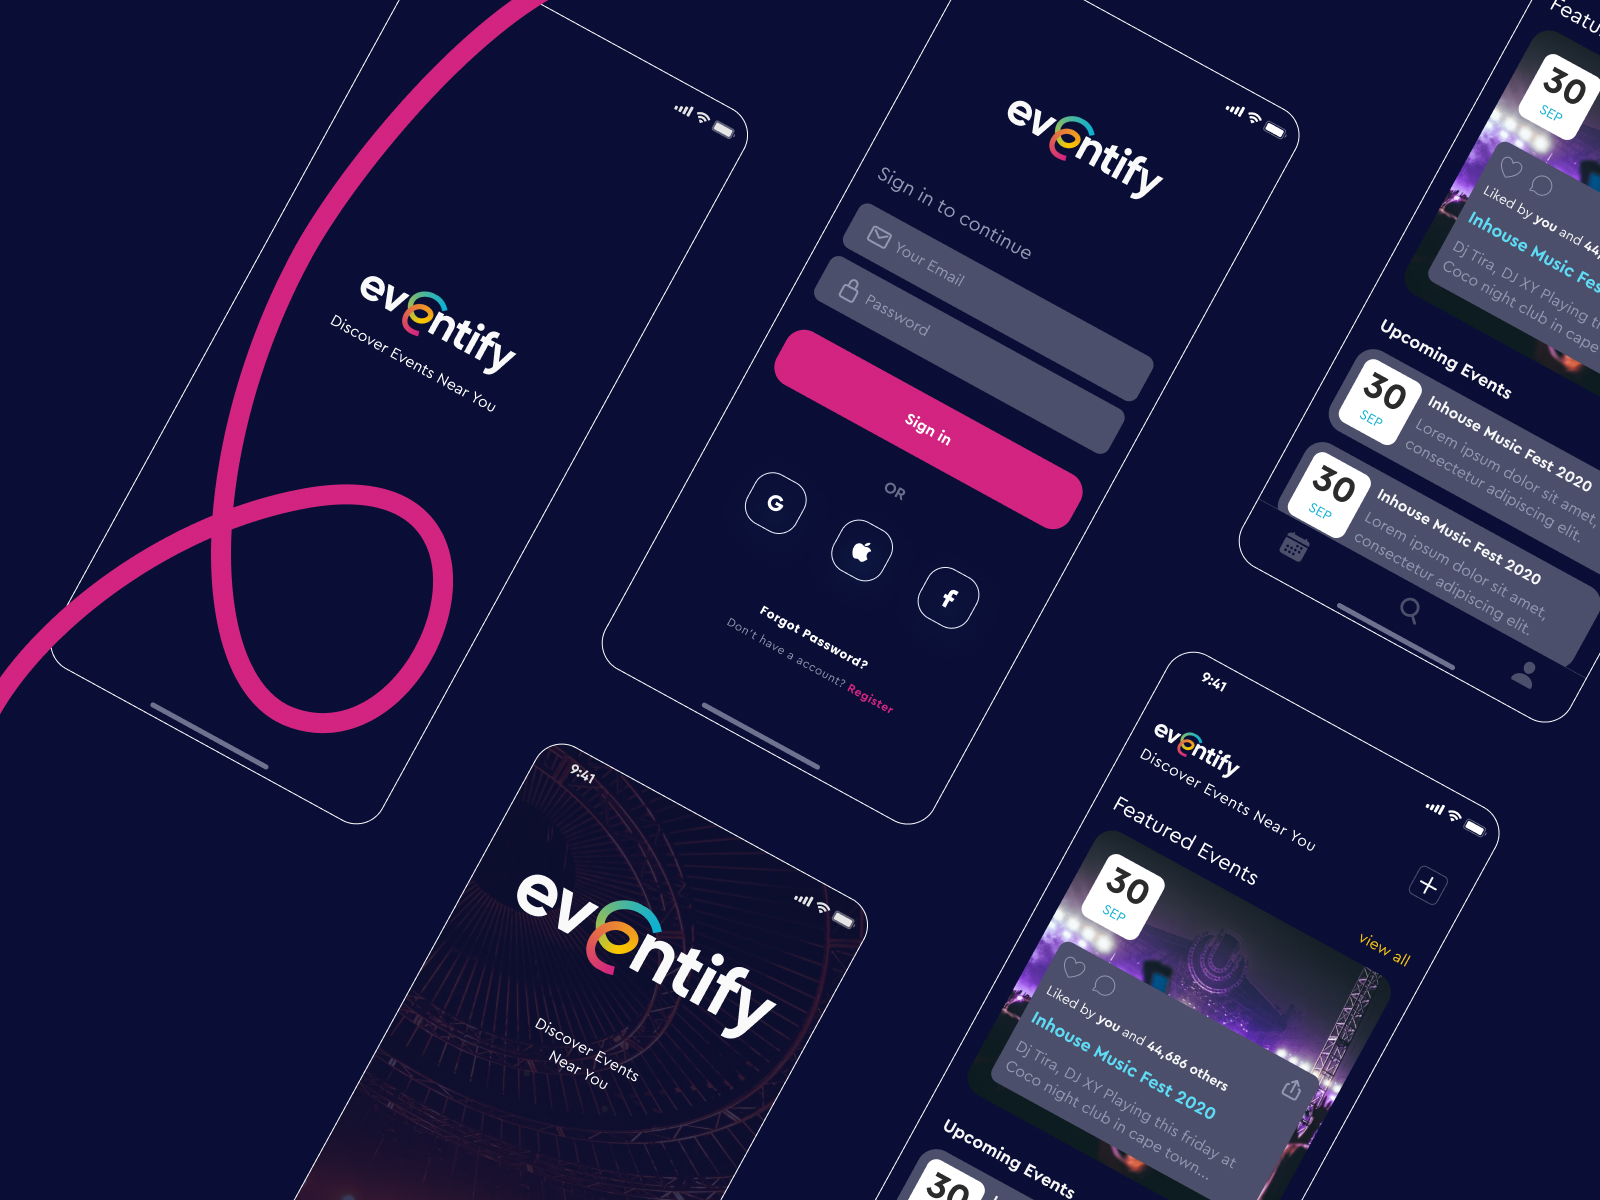 eventify
Discover Events Near You
eventify
Sign in to continue
Your Email
Password
Sign in
OR
G
f
Forgot Password?
Don't have a account? Register
30
SEP
Liked by you and 44,
Inhouse Music Fes
Dj Tira, DJ XY Playing th
Coco night club in cape
Upcoming Events
30
SEP
Inhouse Music Fest 2020
Lorem ipsum dolor sit amet,
consectetur adipiscing elit.
30
SEP
Inhouse Music Fest 2020
Lorem ipsum dolor sit amet,
consectetur adipiscing elit.
9:41
eventify
Discover Events
Near You
9:41
eventify
Discover Events Near You
Featured Events
view all
30
SEP
Liked by you and 44,686 others
Inhouse Music Fest 2020
Dj Tira, DJ XY Playing this friday at
Coco night club in cape town...
Upcoming Events
30